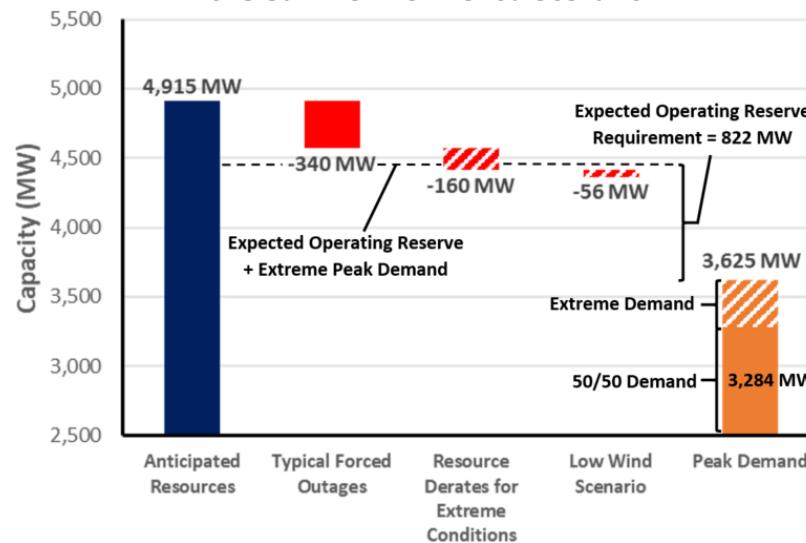 5,500
5,000
4,500
4,000
3,500
3,000
2,500
Capacity (MW)
4,915 MW
-340 MW
-160 MW
-56 MW
3,625 MW
Expected Operating Reserve
Requirement = 822 MW
Expected Operating Reserve
+ Extreme Peak Demand
Extreme Demand
50/50 Demand
3,284 MW
Anticipated
Resources
Typical Forced
Outages
Resource
Derates for
Extreme
Conditions
Low Wind
Scenario
Peak Demand